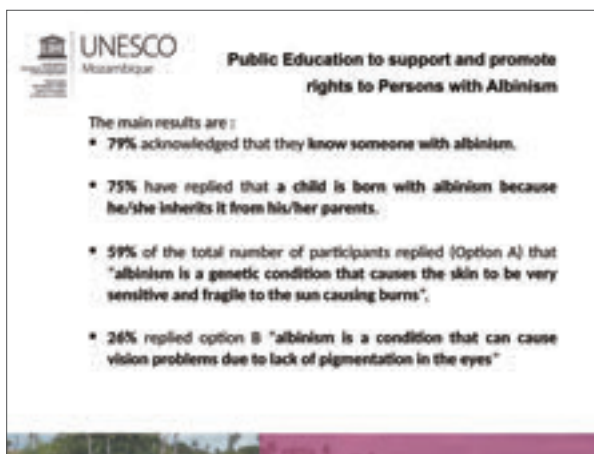 UNESCO
Mozambique
Public Education to support and promote
rights to Persons with Albinism
The main results are :
• 79% acknowledged that they know someone with albinism.
• 75% have replied that a child is born with albinism because
he/she inherits it from his/her parents.
• 59% of the total number of participants replied (Option A) that
"albinism is a genetic condition that causes the skin to be very
sensitive and fragile to the sun causing burns".
• 26% replied option B "albinism is a condition that can cause
vision problems due to lack of pigmentation in the eyes"